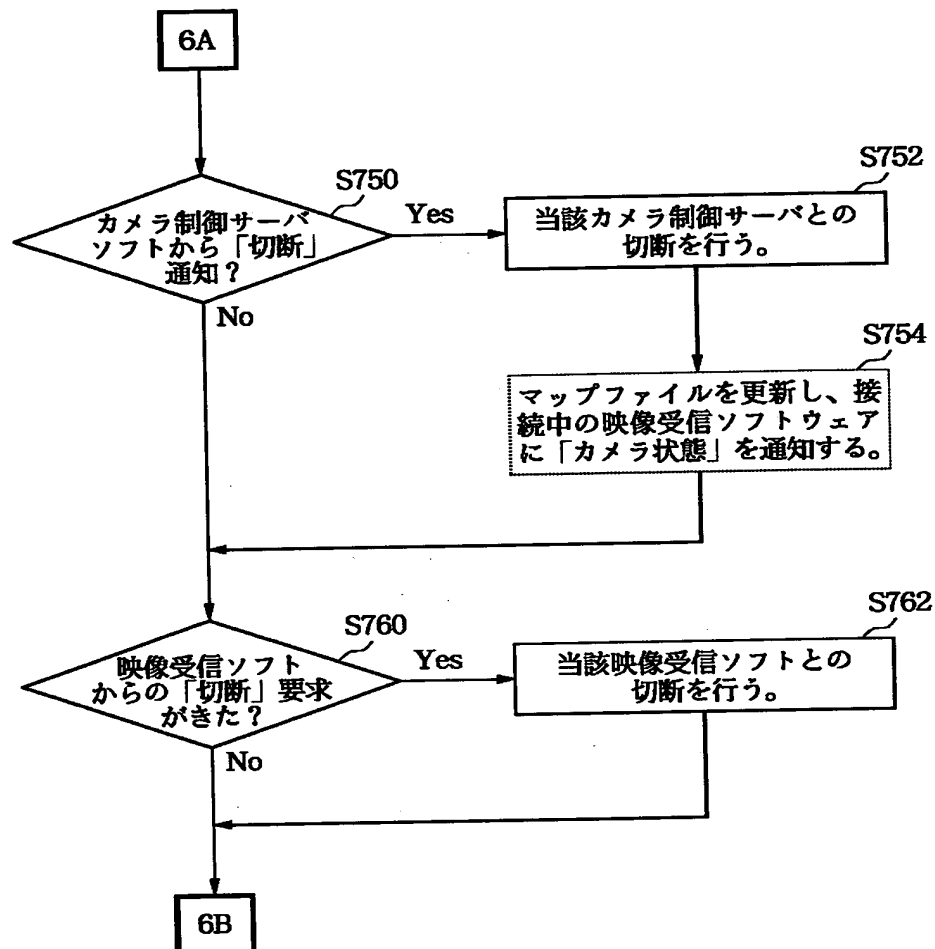 6A
S750
カメラ制御サーバ
ソフトから「切断」
通知?
Yes
No
S752
当該カメラ制御サーバとの
切断を行う。
S754
マップファイルを更新し、接
続中の映像受信ソフトウェア
に「カメラ状態」を通知する。
S760
映像受信ソフト
からの「切断」要求
がきた?
Yes
No
S762
当該映像受信ソフトとの
切断を行う。
6B